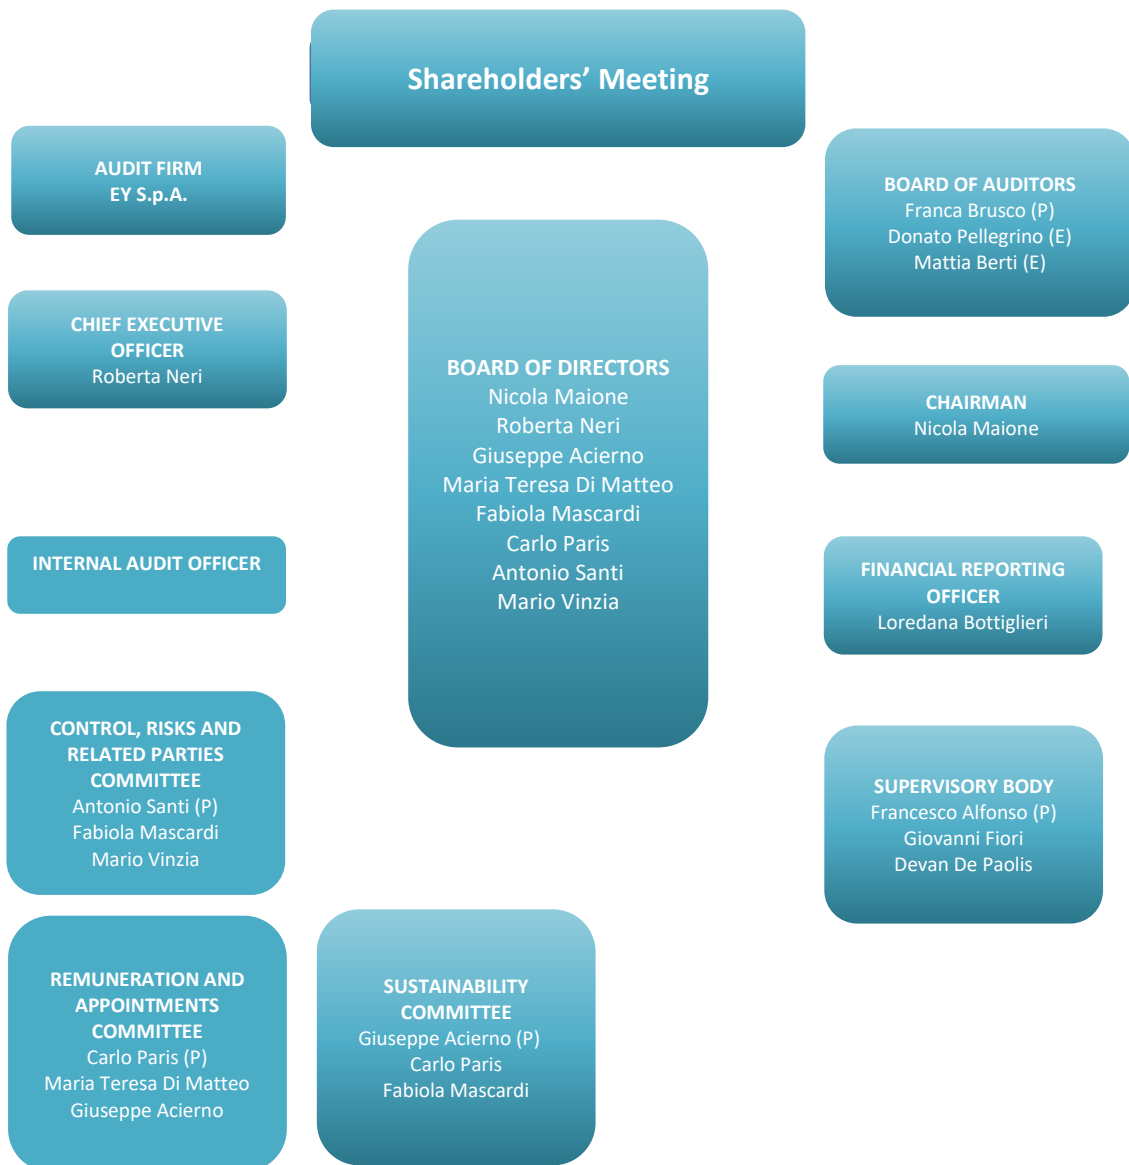 Shareholders’ Meeting
AUDIT FIRM
EY S.p.A.
BOARD OF AUDITORS
Franca Brusco (P)
Donato Pellegrino (E)
Mattia Berti (E)
CHIEF EXECUTIVE
OFFICER
Roberta Neri
BOARD OF DIRECTORS
Nicola Maione
Roberta Neri
Giuseppe Acierno
Maria Teresa Di Matteo
Fabiola Mascardi
Carlo Paris
Antonio Santi
Mario Vinzia
CHAIRMAN
Nicola Maione
INTERNAL AUDIT OFFICER
FINANCIAL REPORTING
OFFICER
Loredana Bottiglieri
CONTROL, RISKS AND
RELATED PARTIES
COMMITTEE
Antonio Santi (P)
Fabiola Mascardi
Mario Vinzia
SUPERVISORY BODY
Francesco Alfonso (P)
Giovanni Fiori
Devan De Paolis
REMUNERATION AND
APPOINTMENTS
COMMITTEE
Carlo Paris (P)
Maria Teresa Di Matteo
Giuseppe Acierno
SUSTAINABILITY
COMMITTEE
Giuseppe Acierno (P)
Carlo Paris
Fabiola Mascardi